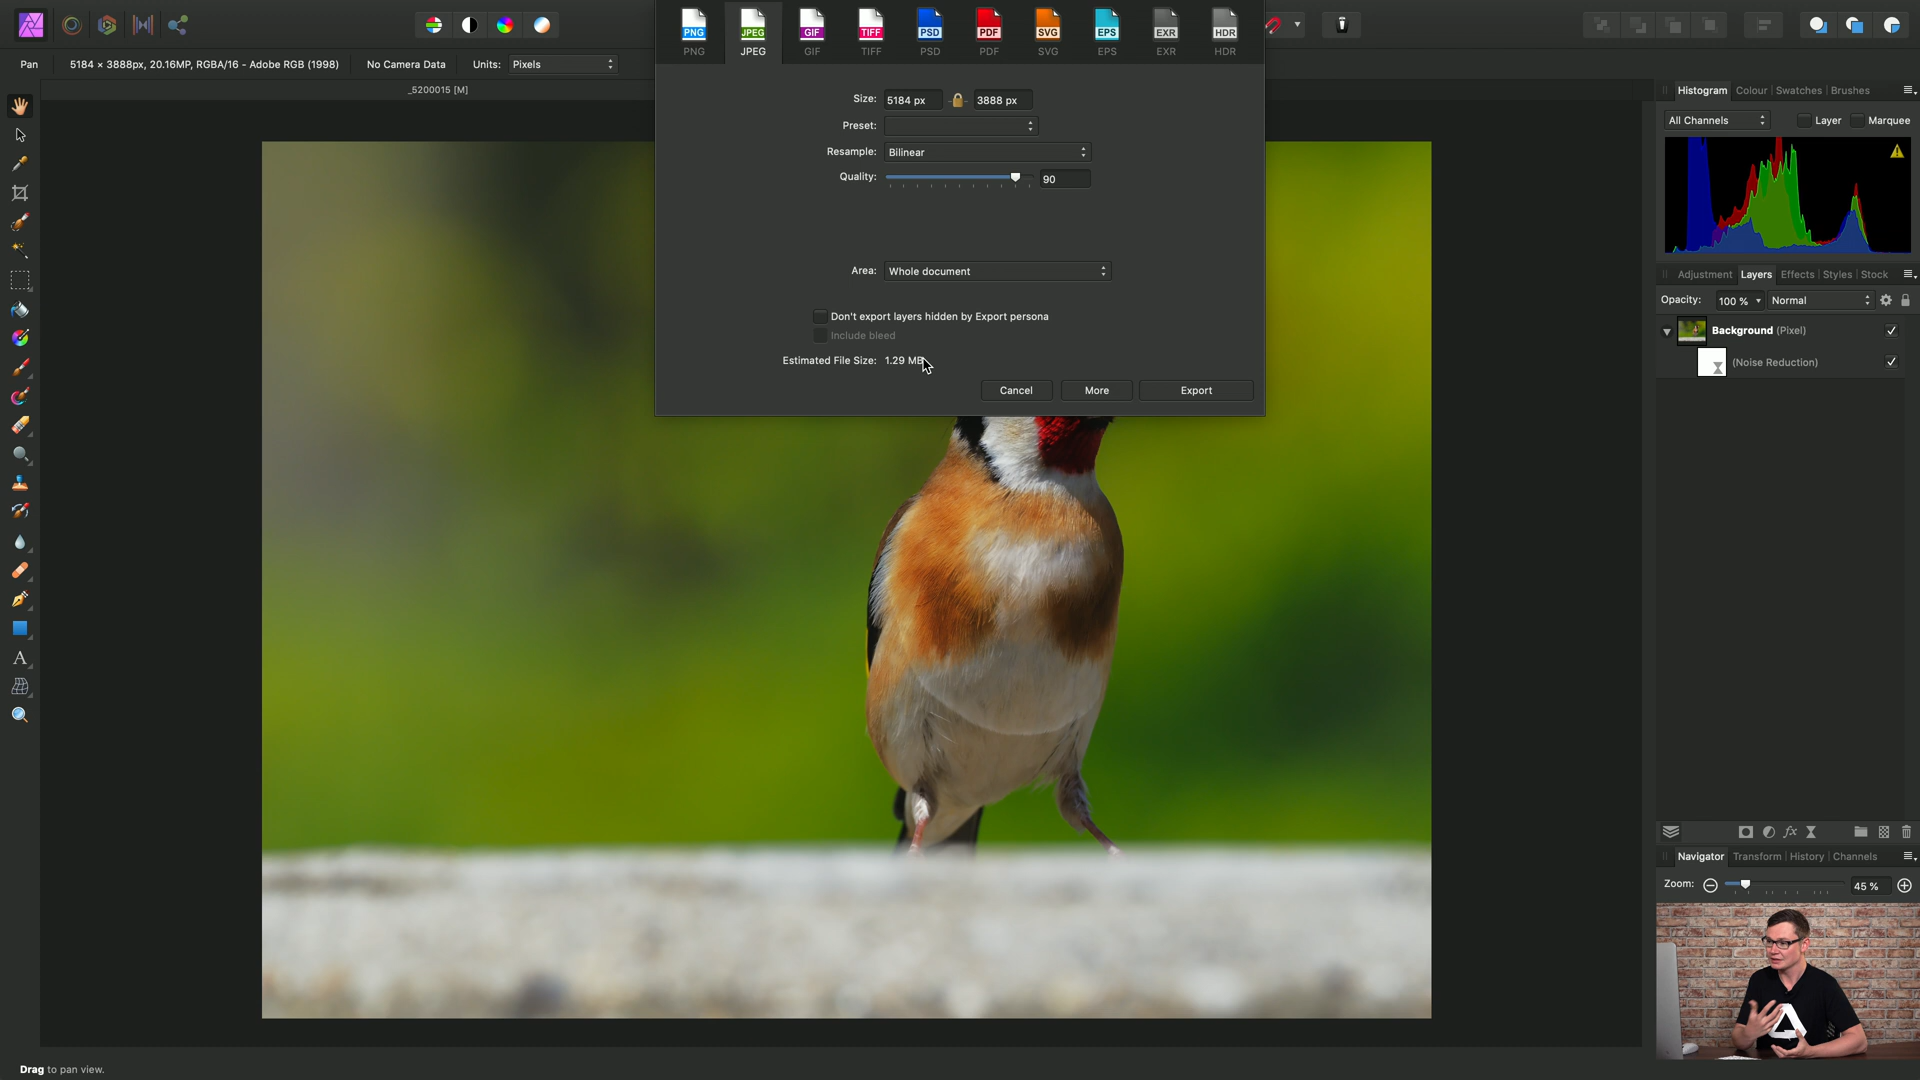 PNG JPEG GIF TIFF PSD PDF SVG EPS EXR HDR
PNG JPEG GIF TIFF PSD PDF SVG EPS EXR HDR
Pan 5184 × 3888px, 20.16MP, RGBA/16 - Adobe RGB (1998) No Camera Data Units: Pixels
_5200015 [M]
Size: 5184 px 3888 px
Preset:
Resample: Bilinear
Quality: 90
Area: Whole document
Don't export layers hidden by Export persona
Include bleed
Estimated File Size: 1.29 MB
Cancel More Export
Histogram Colour Swatches Brushes
All Channels Layer Marquee
Adjustment Layers Effects Styles Stock
Opacity: 100 % Normal
Background (Pixel)
(Noise Reduction)
fx
Navigator Transform History Channels
Zoom: 45 %
A
Drag to pan view.